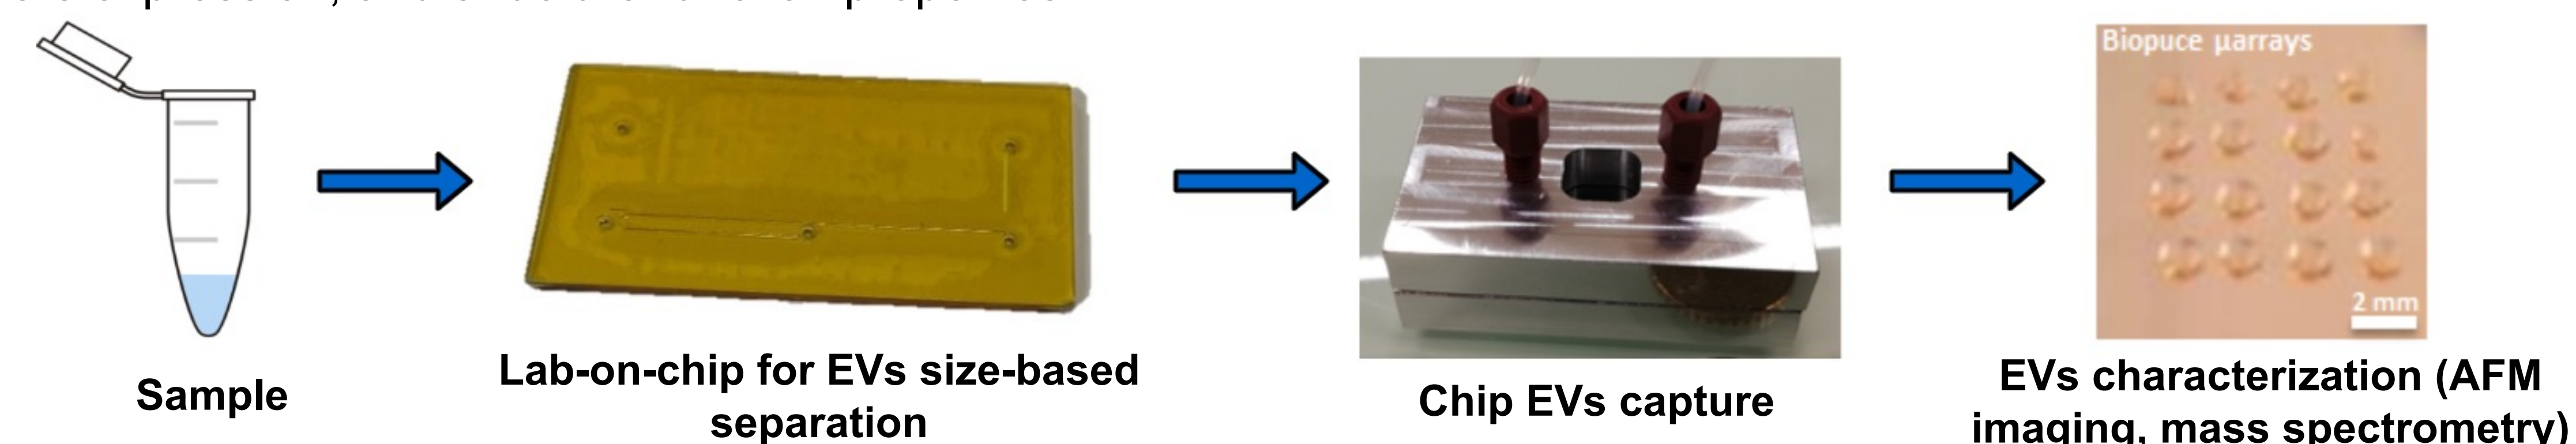 Biopuce µarrays
2 mm
Sample
Lab-on-chip for EVs size-based
separation
Chip EVs capture
EVs characterization (AFM
imaging, mass spectrometry)